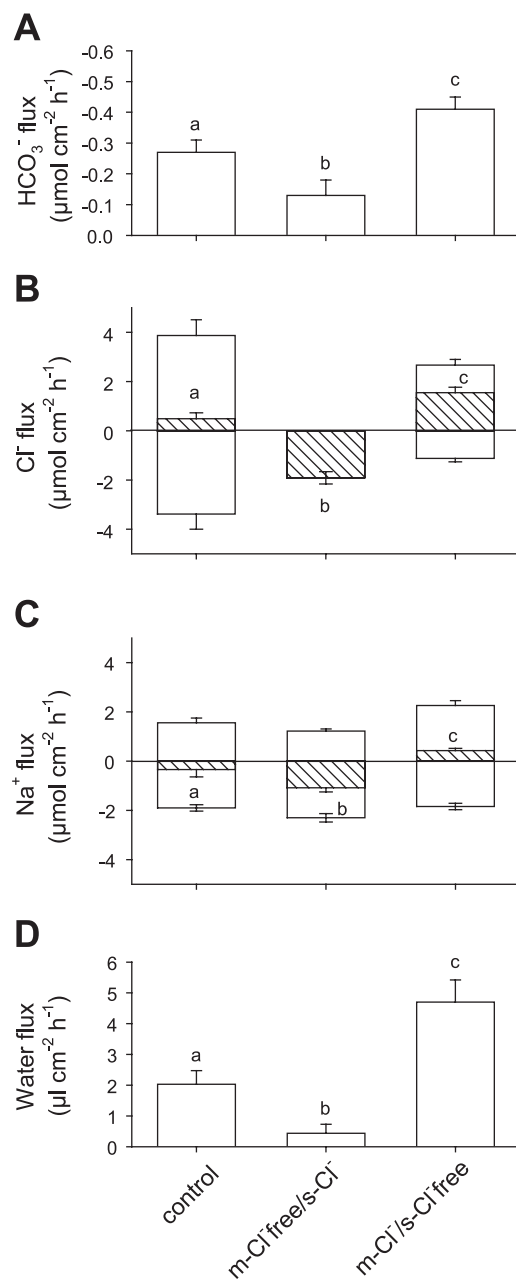 A
HCO₃⁻ flux
(µmol cm⁻² h⁻¹)
-0.6
-0.5
-0.4
-0.3
-0.2
-0.1
0.0
a
b
c
B
Cl⁻ flux
(µmol cm⁻² h⁻¹)
4
2
0
-2
-4
a
b
c
C
Na⁺ flux
(µmol cm⁻² h⁻¹)
4
2
0
-2
-4
a
b
c
D
Water flux
(µl cm⁻² h⁻¹)
6
5
4
3
2
1
0
a
b
c
control
m-Cl⁻free/s-Cl⁻
m-Cl⁻/s-Cl⁻free